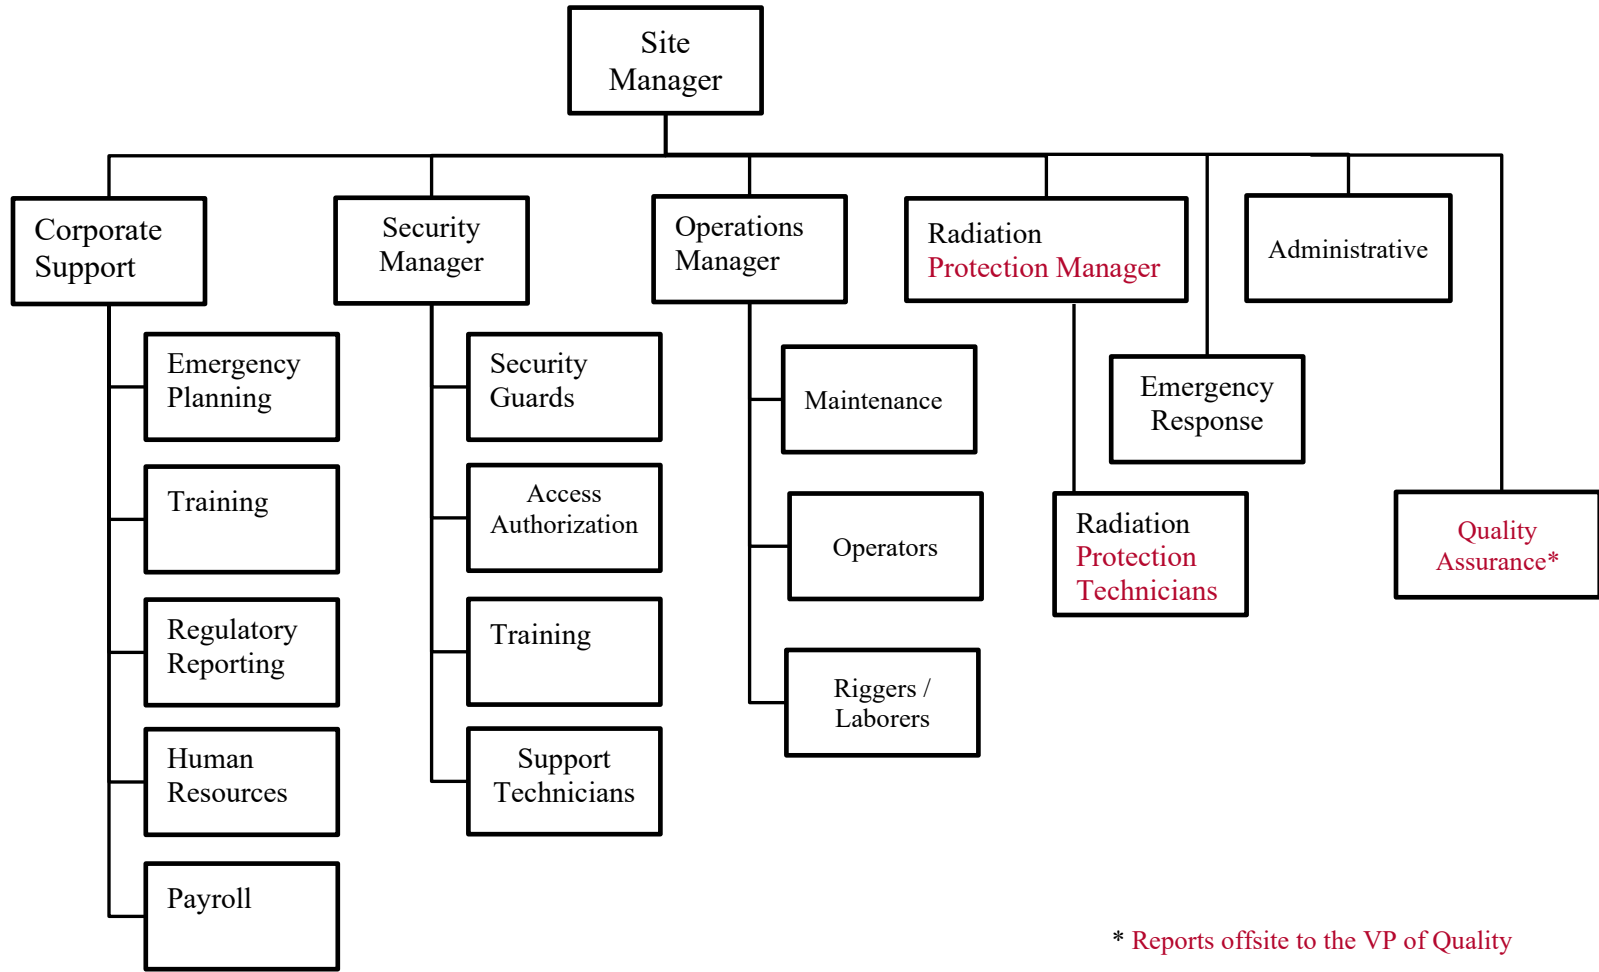 Site
Manager
Corporate
Support
Security
Manager
Operations
Manager
Radiation
Protection Manager
Administrative
Emergency
Planning
Training
Regulatory
Reporting
Human
Resources
Payroll
Security
Guards
Access
Authorization
Training
Support
Technicians
Maintenance
Operators
Riggers /
Laborers
Radiation
Protection
Technicians
Emergency
Response
Quality
Assurance*
* Reports offsite to the VP of Quality